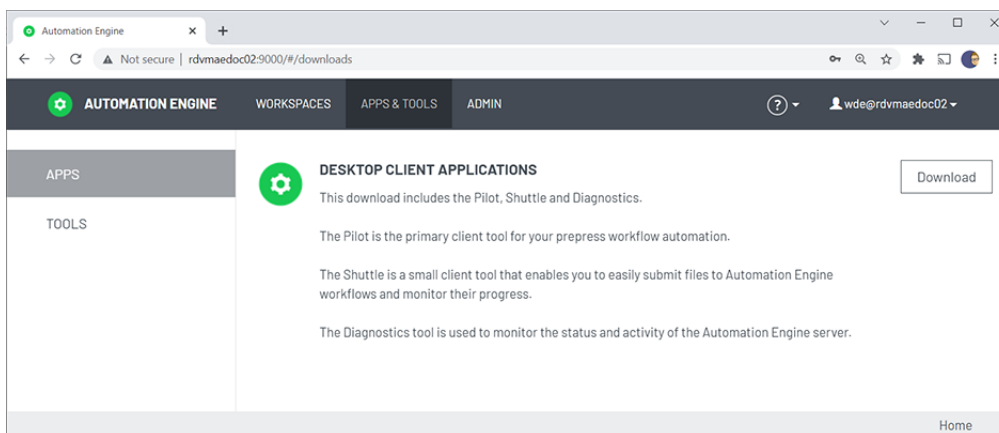 Automation Engine
Not secure | rdvmaedoc02:9000/#/downloads
AUTOMATION ENGINE
WORKSPACES
APPS & TOOLS
ADMIN
?
wde@rdvmaedoc02
APPS
TOOLS
DESKTOP CLIENT APPLICATIONS
Download
This download includes the Pilot, Shuttle and Diagnostics.
The Pilot is the primary client tool for your prepress workflow automation.
The Shuttle is a small client tool that enables you to easily submit files to Automation Engine
workflows and monitor their progress.
The Diagnostics tool is used to monitor the status and activity of the Automation Engine server.
Home